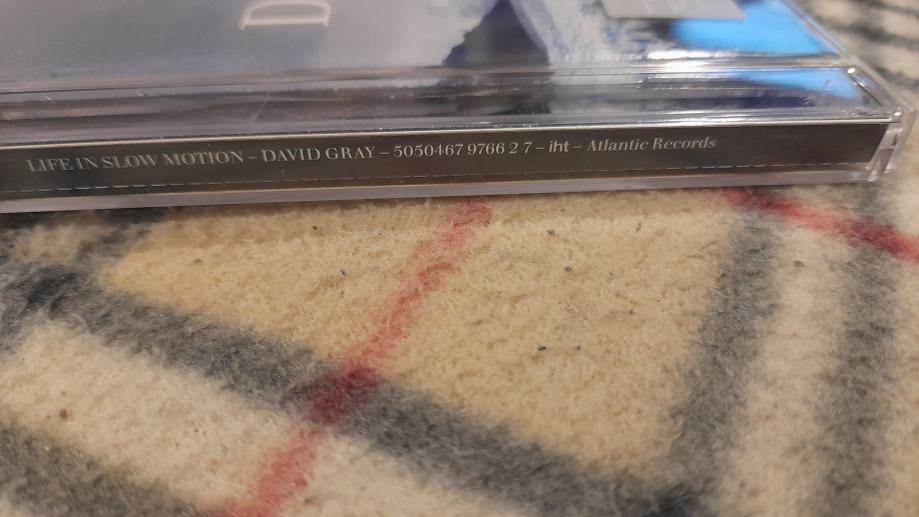 D
LIFE IN SLOW MOTION – DAVID GRAY – 5050467 9766 2 7 – iht – Atlantic Records